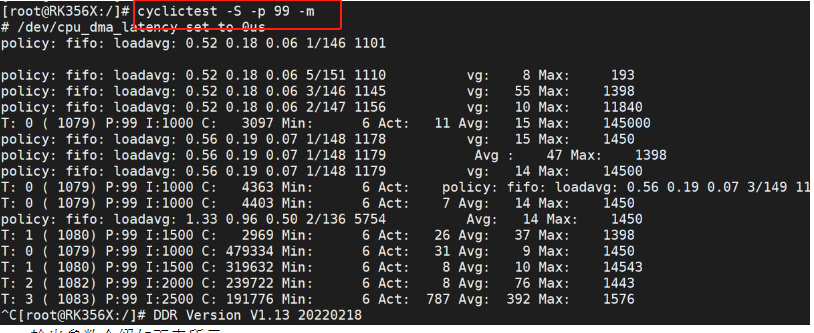 [root@RK356X:/]# cyclictest -S -p 99 -m
# /dev/cpu_dma_latency set to 0us
policy: fifo: loadavg: 0.52 0.18 0.06 1/146 1101
policy: fifo: loadavg: 0.52 0.18 0.06 5/151 1110 vg: 8 Max: 193
policy: fifo: loadavg: 0.52 0.18 0.06 3/146 1145 vg: 55 Max: 1398
policy: fifo: loadavg: 0.52 0.18 0.06 2/147 1156 vg: 10 Max: 11840
T: 0 ( 1079) P:99 I:1000 C: 3097 Min: 6 Act: 11 Avg: 15 Max: 145000
policy: fifo: loadavg: 0.56 0.19 0.07 1/148 1178 vg: 15 Max: 1450
policy: fifo: loadavg: 0.56 0.19 0.07 1/148 1179 Avg : 47 Max: 1398
policy: fifo: loadavg: 0.56 0.19 0.07 1/148 1179 vg: 14 Max: 14500
T: 0 ( 1079) P:99 I:1000 C: 4363 Min: 6 Act: policy: fifo: loadavg: 0.56 0.19 0.07 3/149 11
T: 0 ( 1079) P:99 I:1000 C: 4403 Min: 6 Act: 7 Avg: 14 Max: 1450
policy: fifo: loadavg: 1.33 0.96 0.50 2/136 5754 Avg: 14 Max: 1450
T: 1 ( 1080) P:99 I:1500 C: 2969 Min: 6 Act: 26 Avg: 37 Max: 1398
T: 0 ( 1079) P:99 I:1000 C: 479334 Min: 6 Act: 31 Avg: 9 Max: 1450
T: 1 ( 1080) P:99 I:1500 C: 319632 Min: 6 Act: 8 Avg: 10 Max: 14543
T: 2 ( 1082) P:99 I:2000 C: 239722 Min: 6 Act: 8 Avg: 76 Max: 1443
T: 3 ( 1083) P:99 I:2500 C: 191776 Min: 6 Act: 787 Avg: 392 Max: 1576
^C[root@RK356X:/]# DDR Version V1.13 20220218